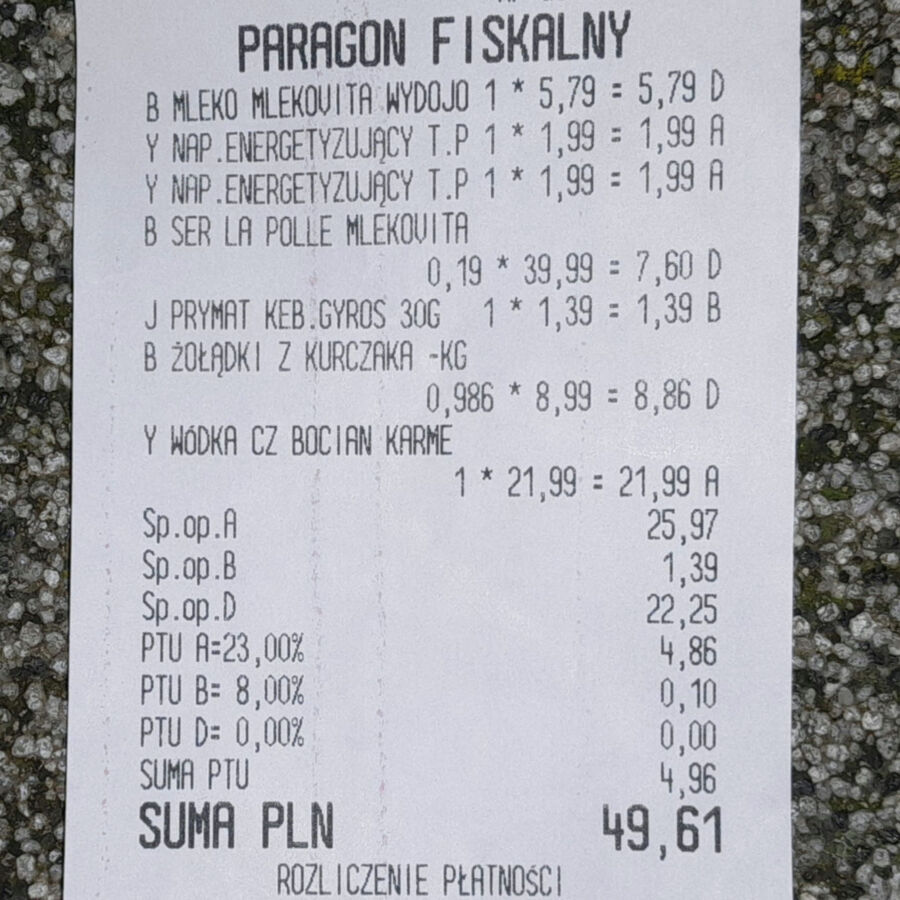 PARAGON FISKALNY
B MLEKO MLEKOVITA WYDOJO 1 * 5,79 = 5,79 D
Y NAP.ENERGETYZUJĄCY T.P 1 * 1,99 = 1,99 A
Y NAP.ENERGETYZUJĄCY T.P 1 * 1,99 = 1,99 A
B SER LA POLLE MLEKOVITA
0,19 * 39,99 = 7,60 D
J PRYMAT KEB.GYROS 30G 1 * 1,39 = 1,39 B
B ŻOŁĄDKI Z KURCZAKA -KG
0,986 * 8,99 = 8,86 D
Y WÓDKA CZ BOCIAN KARME
1 * 21,99 = 21,99 A
Sp.op.A 25,97
Sp.op.B 1,39
Sp.op.D 22,25
PTU A=23,00% 4,86
PTU B= 8,00% 0,10
PTU D= 0,00% 0,00
SUMA PTU 4,96
SUMA PLN 49,61
ROZLICZENIE PŁATNOŚCI